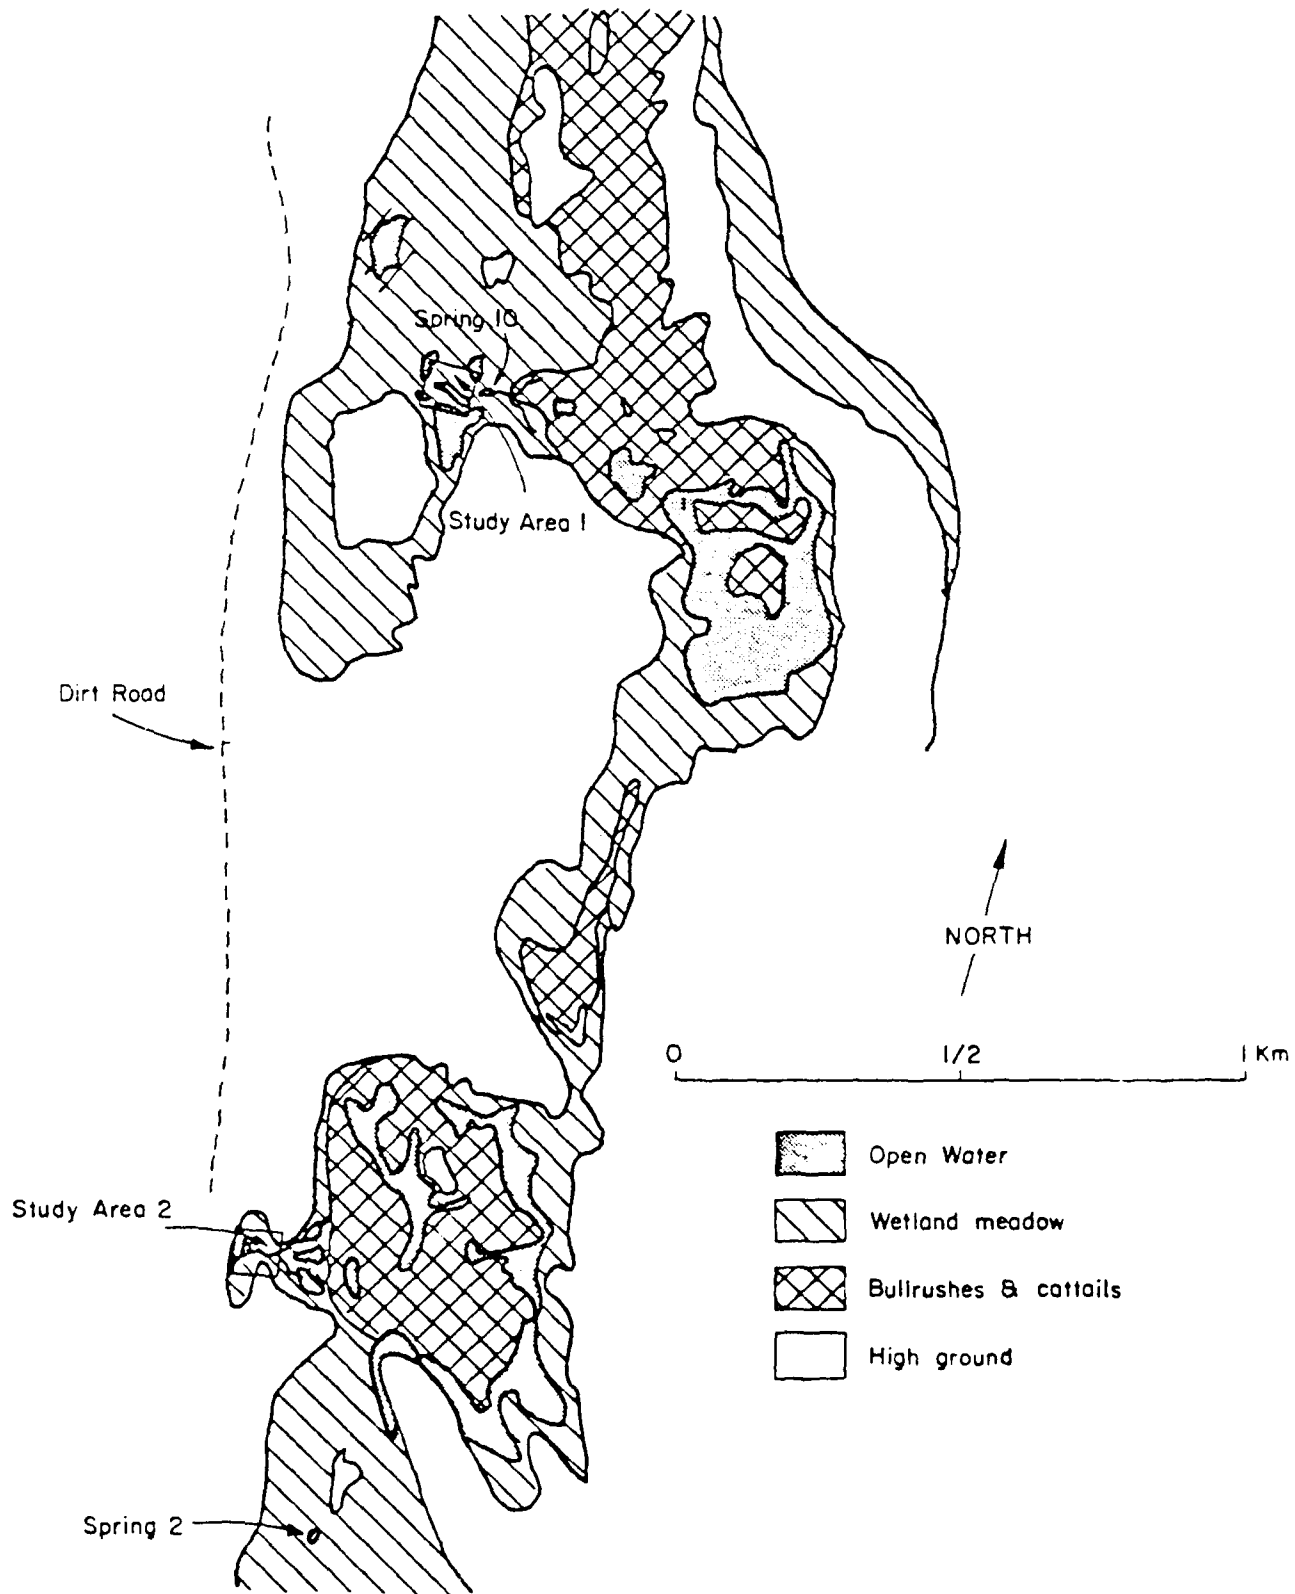 Spring 10
Study Area 1
Dirt Road
NORTH
0 1/2 1 Km
Open Water
Study Area 2
Wetland meadow
Bullrushes & cattails
High ground
Spring 2